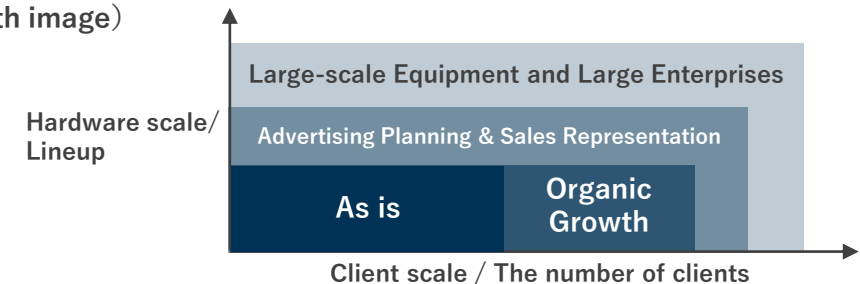 image）
Large-scale Equipment and Large Enterprises
Hardware scale/
Lineup
Advertising Planning & Sales Representation
As is
Organic
Growth
Client scale / The number of clients